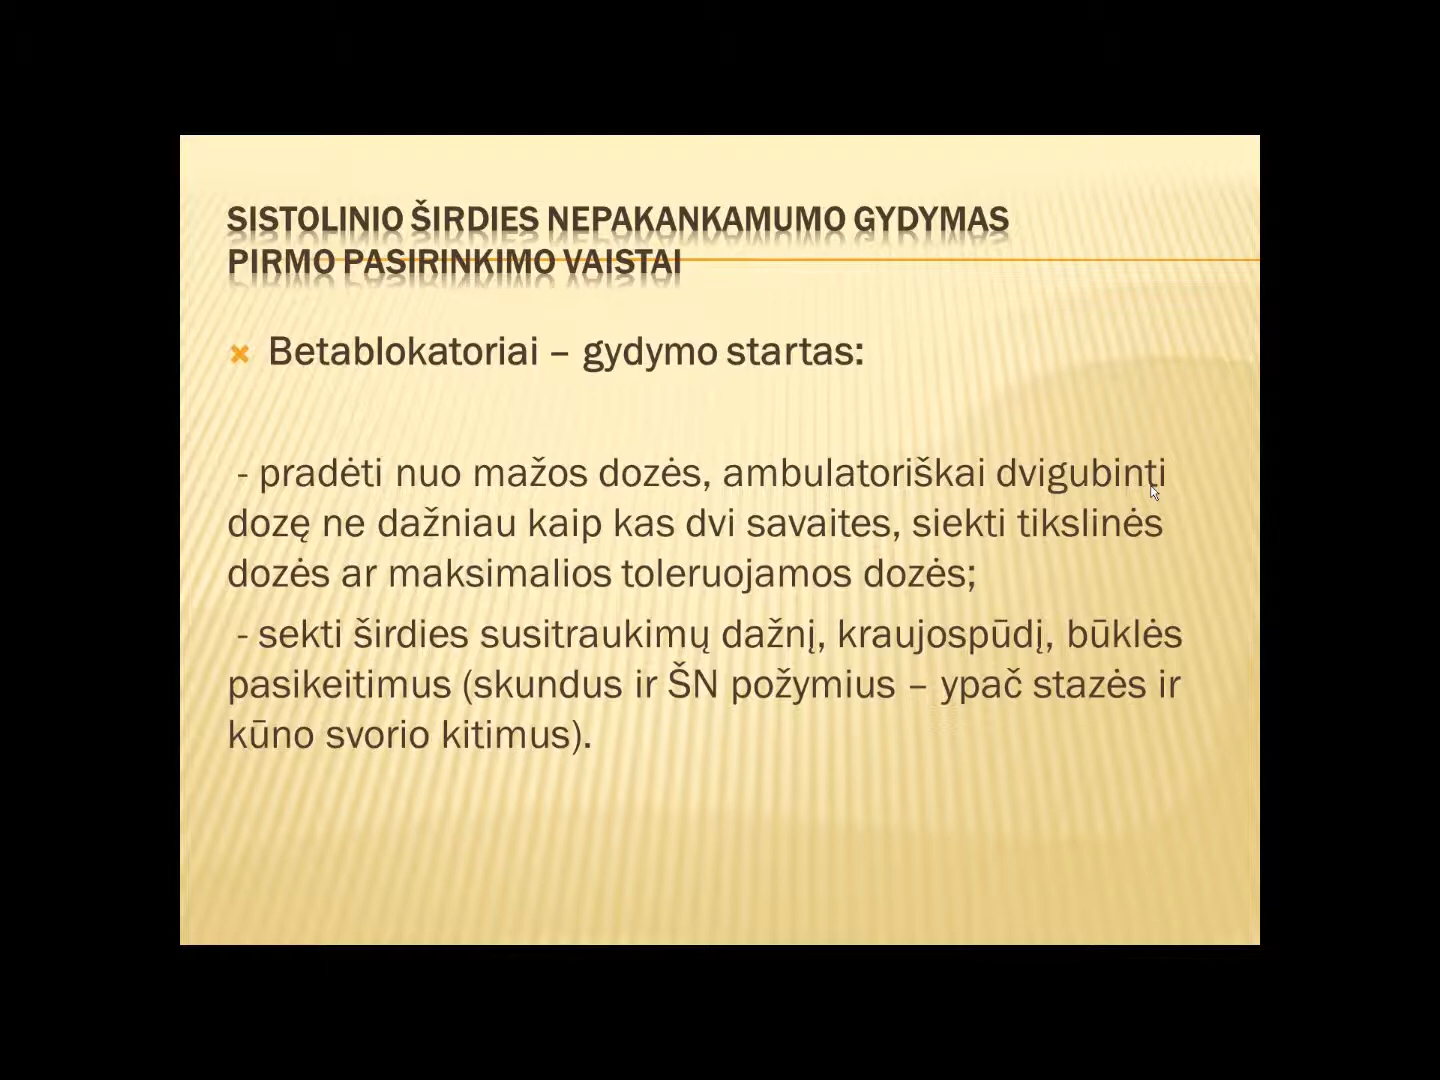 SISTOLINIO ŠIRDIES NEPAKANKAMUMO GYDYMAS
PIRMO PASIRINKIMO VAISTAI
Betablokatoriai – gydymo startas:
- pradėti nuo mažos dozės, ambulatoriškai dvigubinti
dozę ne dažniau kaip kas dvi savaites, siekti tikslinės
dozės ar maksimalios toleruojamos dozės;
- sekti širdies susitraukimų dažnį, kraujospūdį, būklės
pasikeitimus (skundus ir ŠN požymius – ypač stazės ir
kūno svorio kitimus).